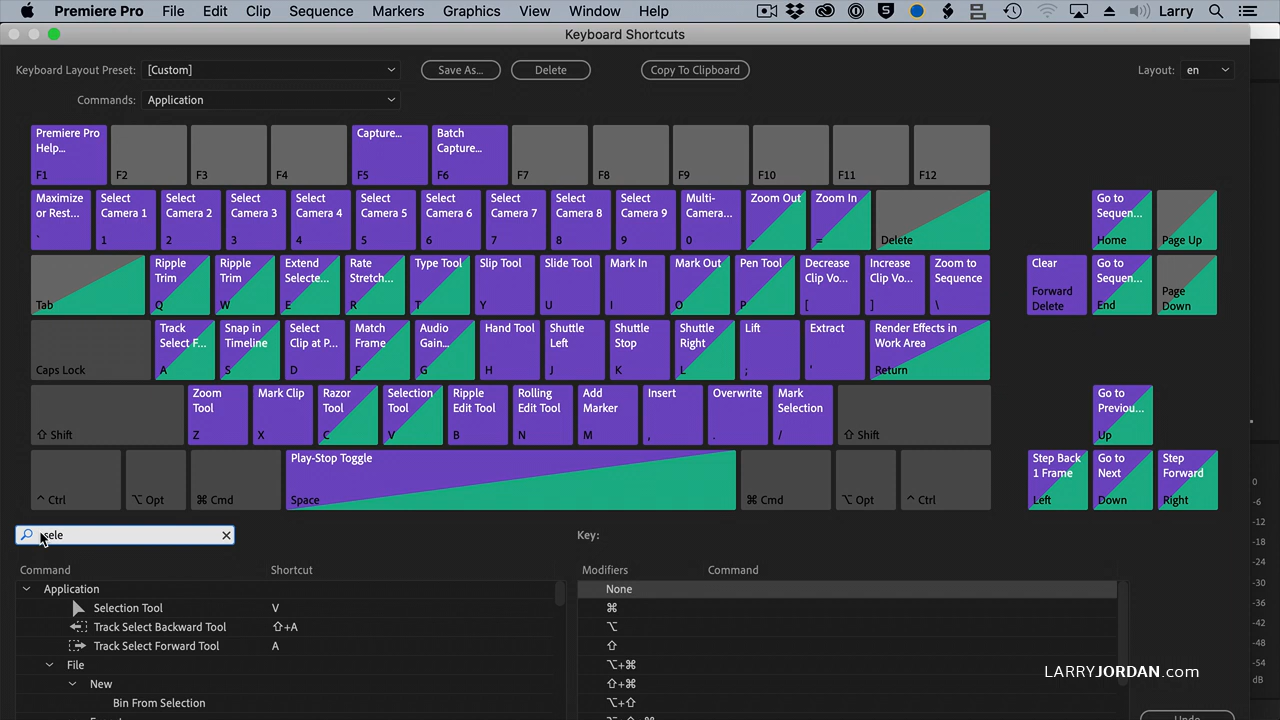 Premiere Pro File Edit Clip Sequence Markers Graphics View Window Help Larry
Keyboard Shortcuts
Keyboard Layout Preset: [Custom] Save As... Delete Copy To Clipboard Layout: en
Commands: Application
Premiere Pro Help... F1
F2
F3
F4
Capture... F5
Batch Capture... F6
F7
F8
F9
F10
F11
F12
Maximize or Rest... `
Select Camera 1 1
Select Camera 2 2
Select Camera 3 3
Select Camera 4 4
Select Camera 5 5
Select Camera 6 6
Select Camera 7 7
Select Camera 8 8
Select Camera 9 9
Multi-Camera... 0
Zoom Out -
Zoom In =
Delete
Go to Sequen... Home
Page Up
Tab
Ripple Trim Q
Ripple Trim W
Extend Selecte... E
Rate Stretch... R
Type Tool T
Slip Tool Y
Slide Tool U
Mark In I
Mark Out O
Pen Tool P
Decrease Clip Vo... [
Increase Clip Vo... ]
Zoom to Sequence \
Clear Forward Delete
Go to Sequen... End
Page Down
Caps Lock
Track Select F... A
Snap in Timeline S
Select Clip at P... D
Match Frame F
Audio Gain... G
Hand Tool H
Shuttle Left J
Shuttle Stop K
Shuttle Right L
Lift ;
Extract '
Render Effects in Work Area Return
⇧ Shift
Zoom Tool Z
Mark Clip X
Razor Tool C
Selection Tool V
Ripple Edit Tool B
Rolling Edit Tool N
Add Marker M
Insert ,
Overwrite .
Mark Selection /
⇧ Shift
Go to Previou... Up
^ Ctrl
⌥ Opt
⌘ Cmd
Play-Stop Toggle Space
⌘ Cmd
⌥ Opt
^ Ctrl
Step Back 1 Frame Left
Go to Next Down
Step Forward Right
sele
Key:
Command Shortcut
Application
Selection Tool V
Track Select Backward Tool ⇧+A
Track Select Forward Tool A
File
New
Bin From Selection
Modifiers Command
None
⌘
⌥
⇧
⌥+⌘
⇧+⌘
⌥+⇧
0
-6
-12
-18
-24
-30
-36
-42
-48
-54
dB
LARRYJORDAN.com
Undo